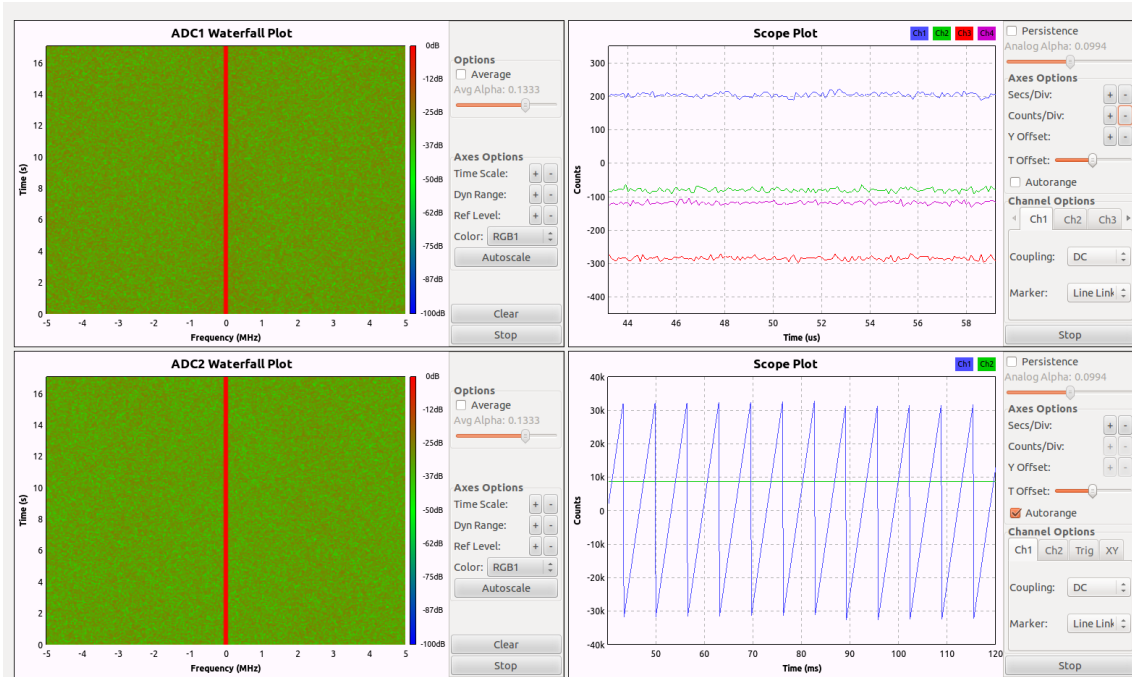 ADC1 Waterfall Plot
16
14
12
10
8
6
4
2
0
Time (s)
-5 -4 -3 -2 -1 0 1 2 3 4 5
Frequency (MHz)
0dB
-12dB
-25dB
-37dB
-50dB
-62dB
-75dB
-87dB
-100dB
Options
Average
Avg Alpha: 0.1333
Axes Options
Time Scale: + -
Dyn Range: + -
Ref Level: + -
Color: RGB1
Autoscale
Clear
Stop
Scope Plot
Ch1 Ch2 Ch3 Ch4
300
200
100
0
-100
-200
-300
-400
Counts
44 46 48 50 52 54 56 58
Time (us)
Persistence
Analog Alpha: 0.0994
Axes Options
Secs/Div: + -
Counts/Div: + -
Y Offset: + -
T Offset:
Autorange
Channel Options
Ch1 Ch2 Ch3
Coupling: DC
Marker: Line Link
Stop
ADC2 Waterfall Plot
16
14
12
10
8
6
4
2
0
Time (s)
-5 -4 -3 -2 -1 0 1 2 3 4 5
Frequency (MHz)
0dB
-12dB
-25dB
-37dB
-50dB
-62dB
-75dB
-87dB
-100dB
Options
Average
Avg Alpha: 0.1333
Axes Options
Time Scale: + -
Dyn Range: + -
Ref Level: + -
Color: RGB1
Autoscale
Clear
Stop
Scope Plot
Ch1 Ch2
40k
30k
20k
10k
0
-10k
-20k
-30k
-40k
Counts
50 60 70 80 90 100 110 120
Time (ms)
Persistence
Analog Alpha: 0.0994
Axes Options
Secs/Div: + -
Counts/Div: + -
Y Offset: + -
T Offset:
Autorange
Channel Options
Ch1 Ch2 Trig XY
Coupling: DC
Marker: Line Link
Stop